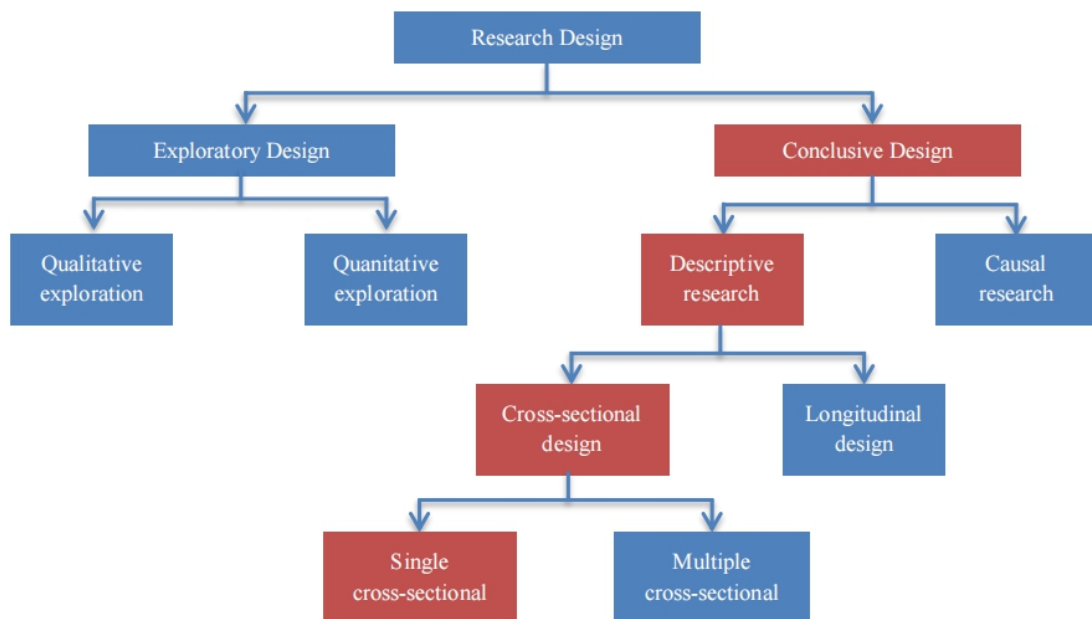 Research Design
Exploratory Design
Conclusive Design
Qualitative
exploration
Quanitative
exploration
Descriptive
research
Causal
research
Cross-sectional
design
Longitudinal
design
Single
cross-sectional
Multiple
cross-sectional